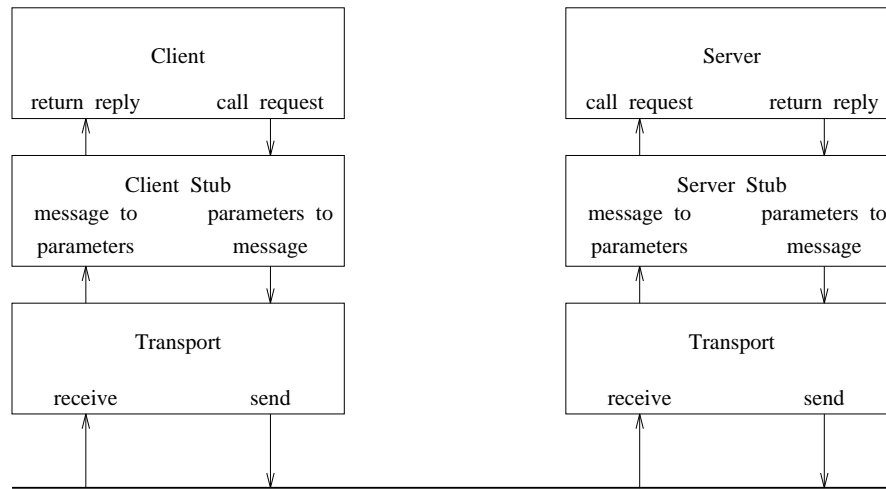 Client
return reply call request
Client Stub
message to parameters to
parameters message
Transport
receive send
Server
call request return reply
Server Stub
message to parameters to
parameters message
Transport
receive send